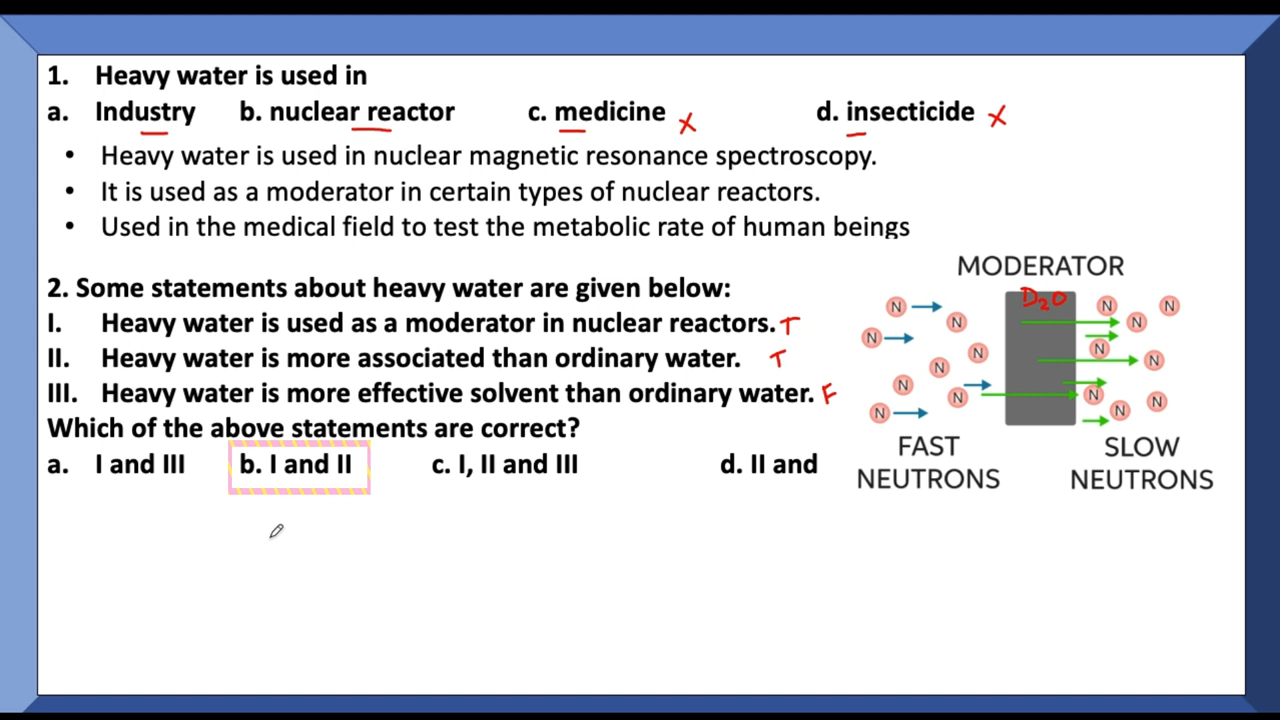 1. Heavy water is used in
a. Industry b. nuclear reactor c. medicine X d. insecticide X
• Heavy water is used in nuclear magnetic resonance spectroscopy.
• It is used as a moderator in certain types of nuclear reactors.
• Used in the medical field to test the metabolic rate of human beings
2. Some statements about heavy water are given below:
I. Heavy water is used as a moderator in nuclear reactors. T
II. Heavy water is more associated than ordinary water. T
III. Heavy water is more effective solvent than ordinary water. F
Which of the above statements are correct?
a. I and III b. I and II c. I, II and III d. II and
MODERATOR
D2O
N N N
N N N
N N N
N N N N
N N N N
FAST
NEUTRONS
SLOW
NEUTRONS